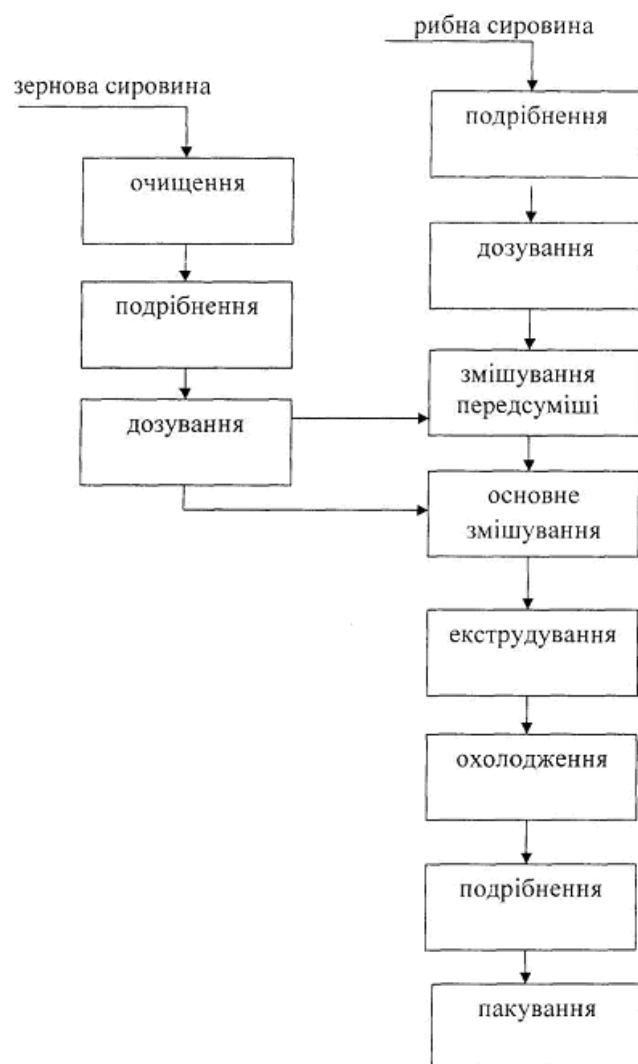 рибна сировина
зернова сировина
подрібнення
очищення
дозування
подрібнення
змішування
передсуміші
дозування
основне
змішування
екструдування
охолодження
подрібнення
пакування